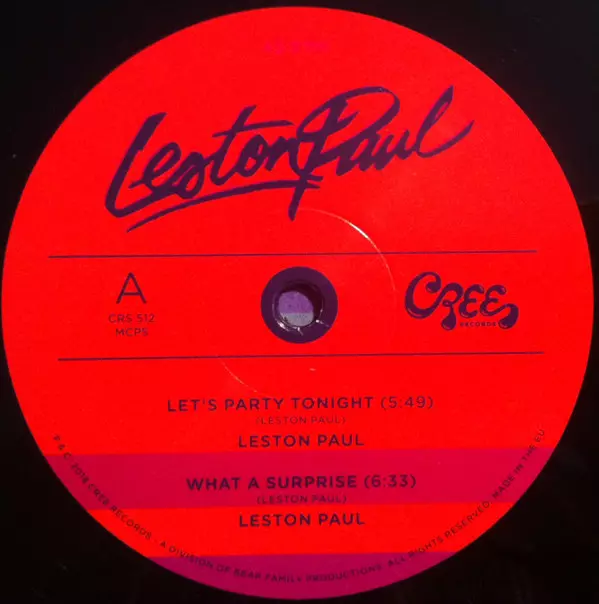 Leston Paul
A
CRS 512
MCPS
CREE
RECORDS
LET'S PARTY TONIGHT (5:49)
(LESTON PAUL)
LESTON PAUL
WHAT A SURPRISE (6:33)
(LESTON PAUL)
LESTON PAUL
P & C 2018 CREE RECORDS - A DIVISION OF BEAR FAMILY PRODUCTIONS. ALL RIGHTS RESERVED. MADE IN THE EU